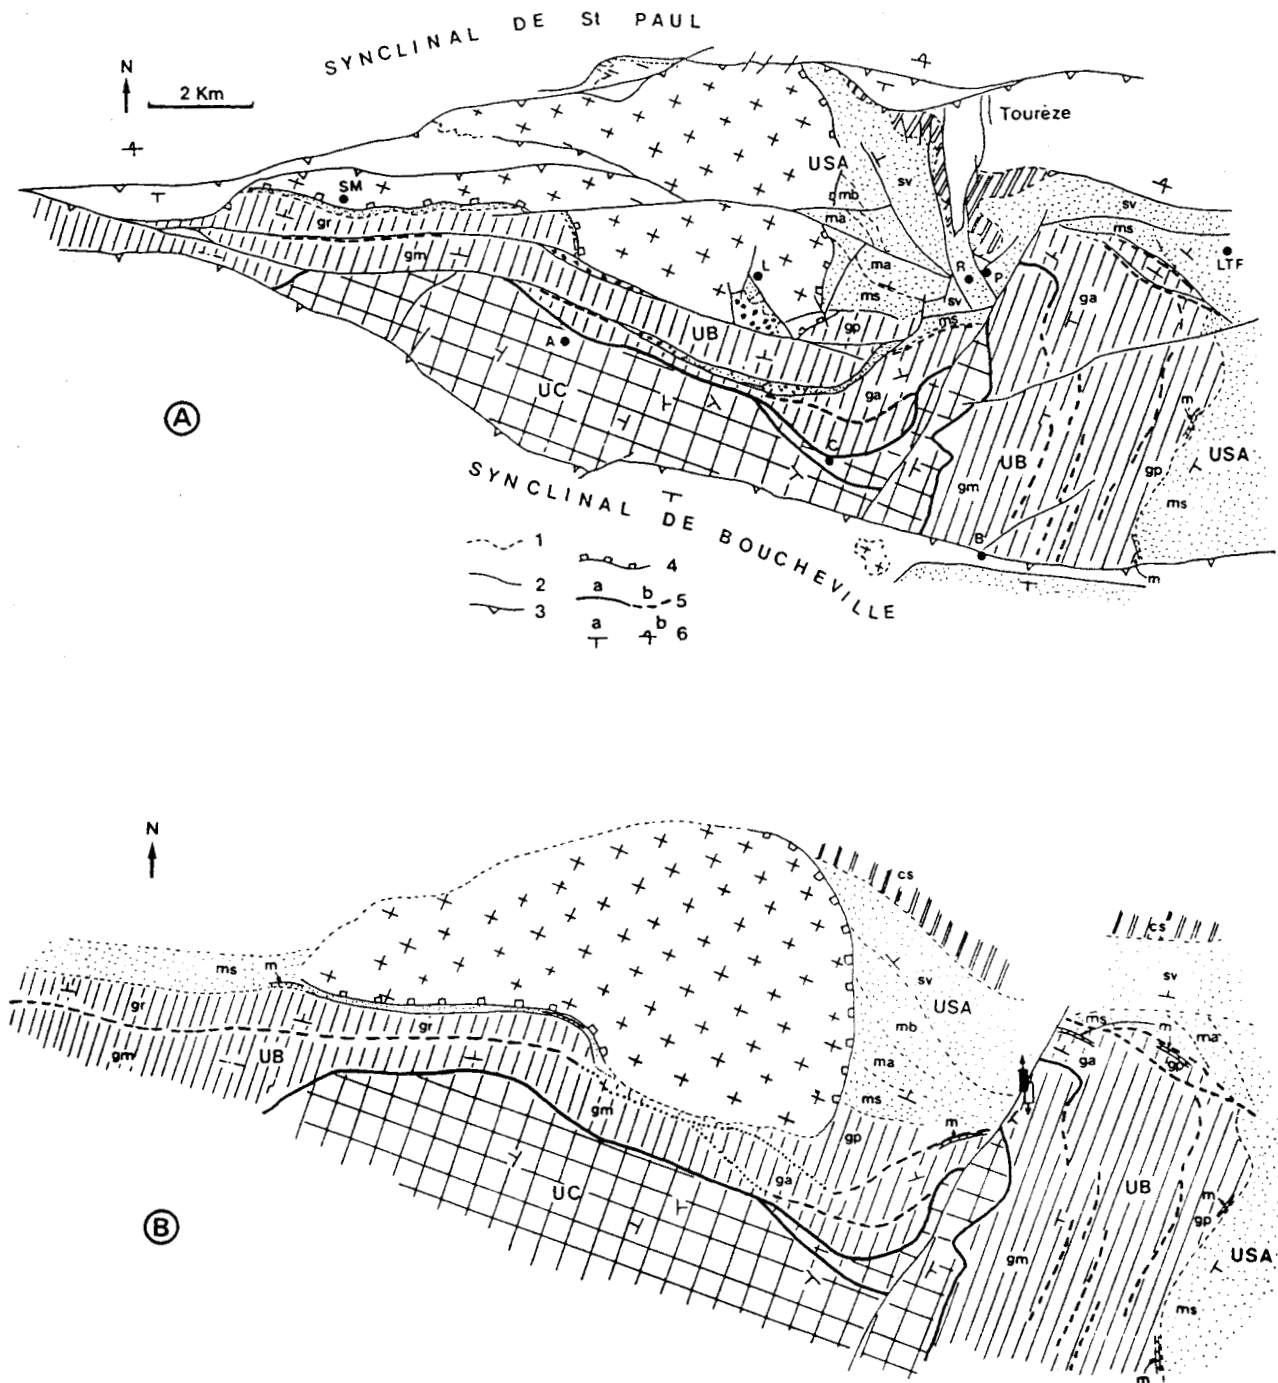 SYNCLINAL DE St PAUL
N
2 Km
Tourèze
USA
mb
sv
ma
SM
gr
gm
ma
ms
L
R
P
sv
ms
sv
ms
LTF
ga
UB
gp
A
UC
ga
C
m
UB
gm
gp
USA
ms
B
m
A
SYNCLINAL DE BOUCHEVILLE
1
2
3
4
a b 5
a b 6
N
cs
cs
ms
m
sv
USA
sv
gr
gr
mb
ms
m
ma
gm
UB
ma
ga
gp
ms
gm
gp
m
ga
UC
UB
m
gp
gm
USA
ms
B
m